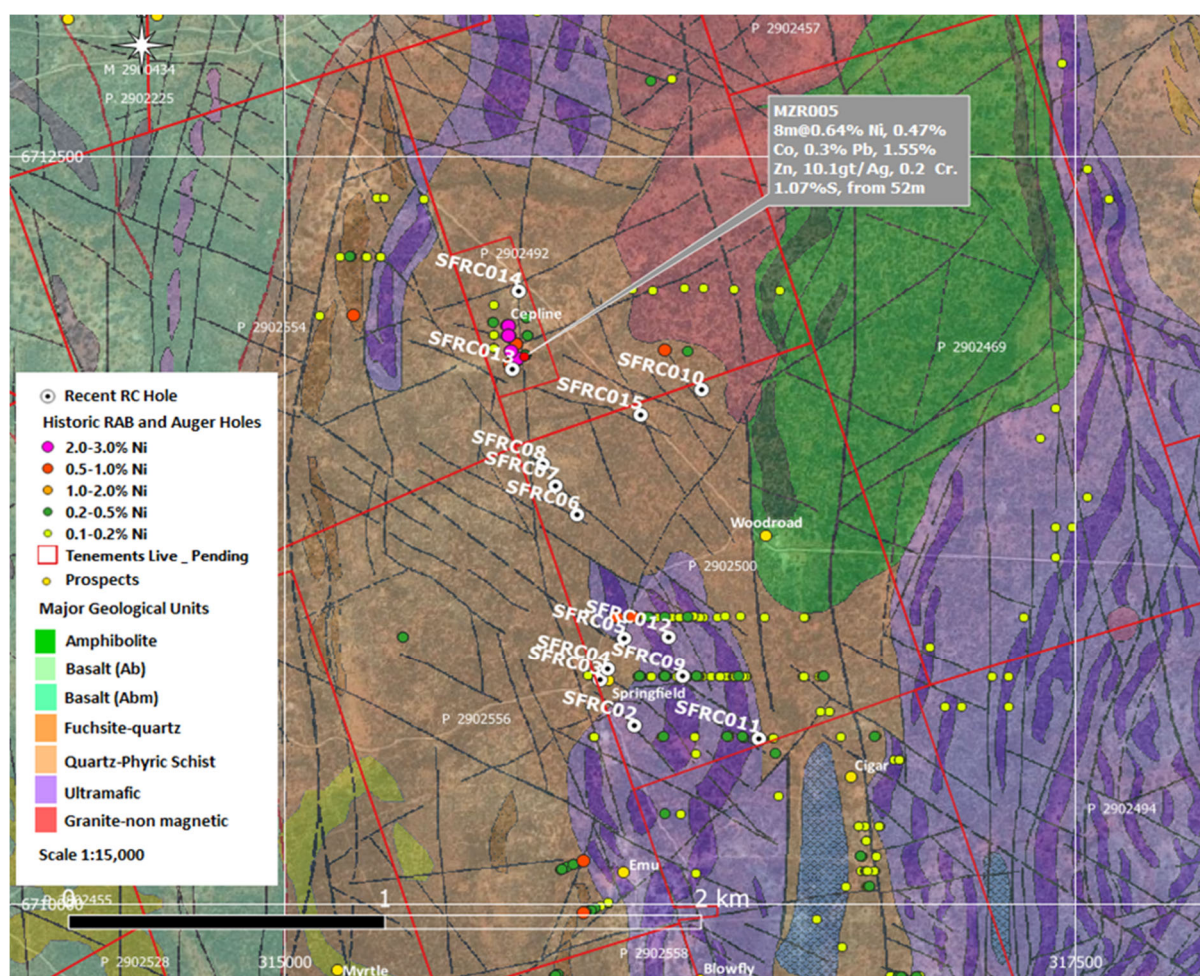 P 2902457
M 2900434
P. 2902225
MZR005
8m@0.64% Ni, 0.47%
Co, 0.3% Pb, 1.55%
Zn, 10.1gt/Ag, 0.2 Cr.
1.07%S, from 52m
6712500
P 2902492
SFRC014
Cepline
P 2902554
SFRC013
P 2902469
SFRC010
SFRC015
Recent RC Hole
Historic RAB and Auger Holes
2.0-3.0% Ni
0.5-1.0% Ni
1.0-2.0% Ni
0.2-0.5% Ni
0.1-0.2% Ni
Tenements Live _ Pending
Prospects
Major Geological Units
Amphibolite
Basalt (Ab)
Basalt (Abm)
Fuchsite-quartz
Quartz-Phyric Schist
Ultramafic
Granite-non magnetic
Scale 1:15,000
SFRC08
SFRC07
SFRC06
Woodroad
P 2902500
SFRC012
SFRC05
SFRC04
SFRC03
SFRC09
Springfield
SFRC02
SFRC011
P 2902556
Cigar
P 2902494
Emu
0
1
2 km
P 2902455
6710000
P 2902528
315000
Myrtle
P 2902558
Blowfly
317500